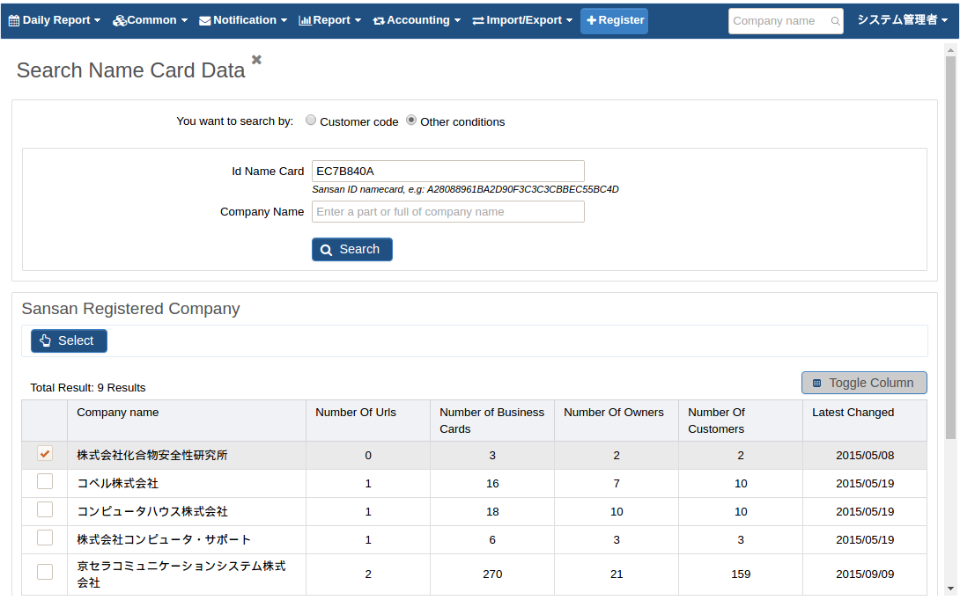 Daily Report Common Notification Report Accounting Import/Export Register Company name システム管理者
Search Name Card Data
You want to search by: Customer code Other conditions
Id Name Card EC7B840A
Sansan ID namecard, e.g: A28088961BA2D90F3C3C3CBBEC55BC4D
Company Name Enter a part or full of company name
Search
Sansan Registered Company
Select
Total Result: 9 Results Toggle Column
Company name Number Of Urls Number of Business Number Of Owners Number Of Latest Changed
Cards Customers
株式会社化合物安全性研究所 0 3 2 2 2015/05/08
コベル株式会社 1 16 7 10 2015/05/19
コンピュータハウス株式会社 1 18 10 10 2015/05/19
株式会社コンピュータ・サポート 1 6 3 3 2015/05/19
京セラコミュニケーションシステム株式
会社 2 270 21 159 2015/09/09